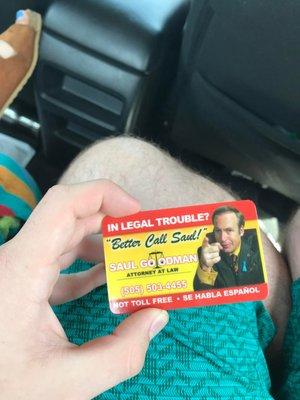 IN LEGAL TROUBLE?
"Better Call Saul!"
SAUL GOODMAN
ATTORNEY AT LAW
(505) 503-4455
NOT TOLL FREE • SE HABLA ESPAÑOL